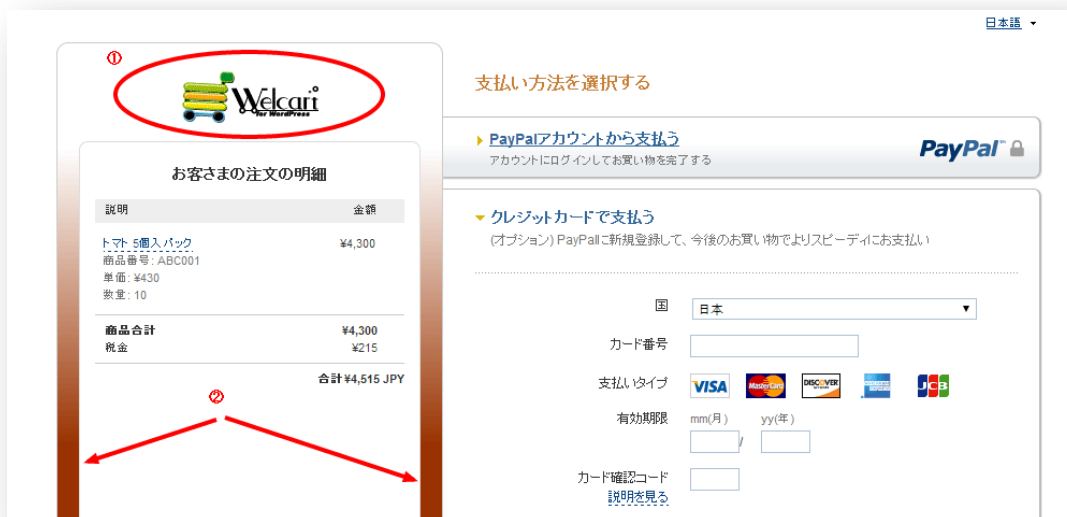 日本語
①
Welcart
for WordPress
お客さまの注文の明細
説明 金額
トマト 5個入パック ¥4,300
商品番号: ABC001
単価: ¥430
数量: 10
商品合計 ¥4,300
税金 ¥215
合計 ¥4,515 JPY
②
支払い方法を選択する
PayPalアカウントから支払う
アカウントにログインしてお買い物を完了する
PayPal™
クレジットカードで支払う
(オプション) PayPalに新規登録して、今後のお買い物でよりスピーディにお支払い
国 日本
カード番号
支払いタイプ VISA MasterCard DISCOVER JCB
有効期限 mm(月) yy(年)
/
カード確認コード
説明を見る